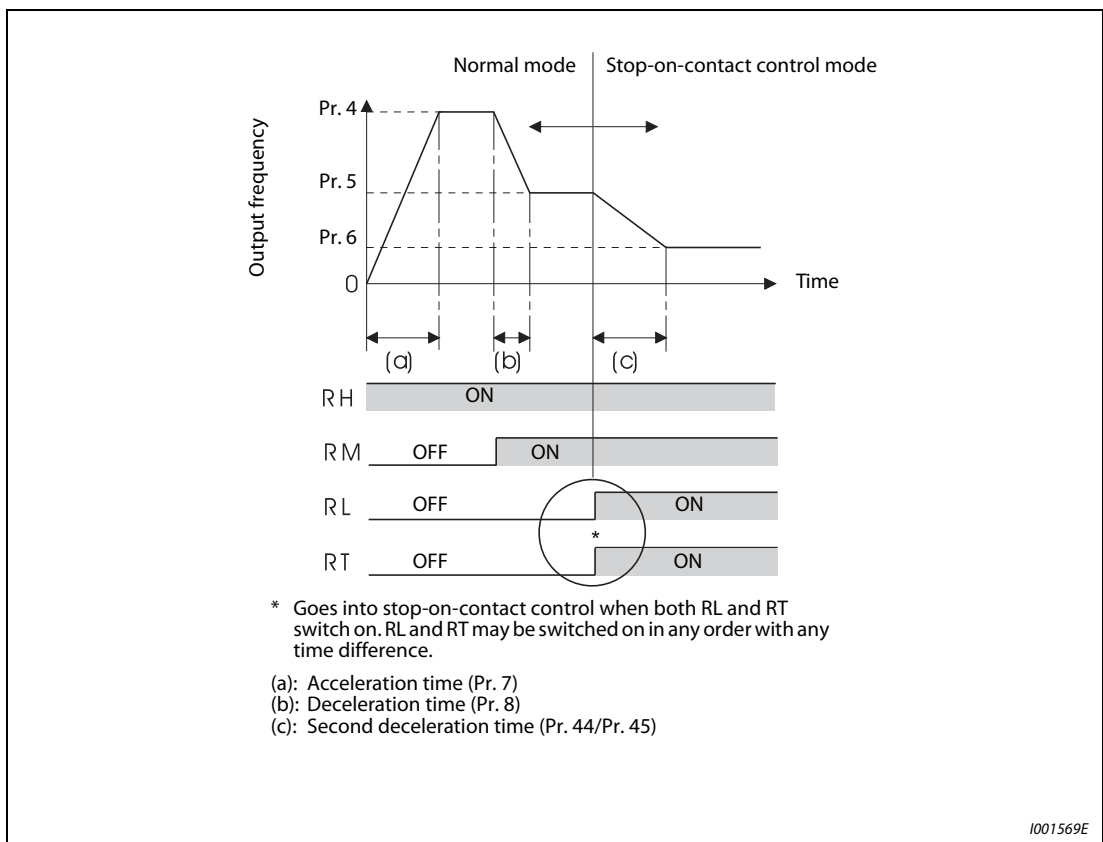 Normal mode Stop-on-contact control mode
Output frequency
Pr. 4
Pr. 5
Pr. 6
0
Time
(a) (b) (c)
RH ON
RM OFF ON
RL OFF ON
*
RT OFF ON
* Goes into stop-on-contact control when both RL and RT
switch on. RL and RT may be switched on in any order with any
time difference.
(a): Acceleration time (Pr. 7)
(b): Deceleration time (Pr. 8)
(c): Second deceleration time (Pr. 44/Pr. 45)
I001569E